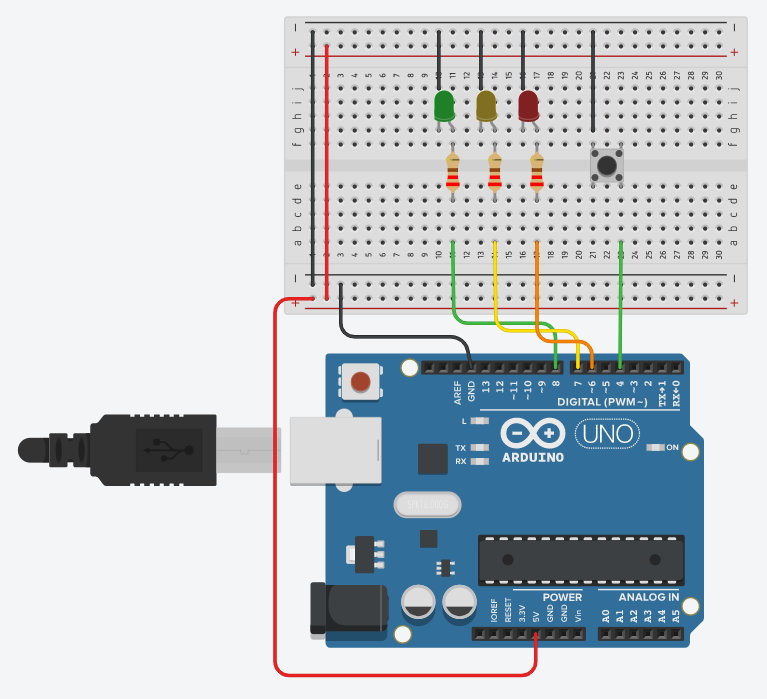 − −
+ +
1 2 3 4 5 6 7 8 9 10 11 12 13 14 15 16 17 18 19 20 21 22 23 24 25 26 27 28 29 30
j j
i i
h h
g g
f f
e e
d d
c c
b b
a a
1 2 3 4 5 6 7 8 9 10 11 12 13 14 15 16 17 18 19 20 21 22 23 24 25 26 27 28 29 30
− −
+ +
AREF GND 13 12 ~11 ~10 ~9 8 7 ~6 ~5 4 ~3 2 TX→1 RX←0
DIGITAL (PWM~)
L
TX
RX
ARDUINO
UNO
ON
POWER ANALOG IN
IOREF RESET 3.3V 5V GND GND Vin A0 A1 A2 A3 A4 A5